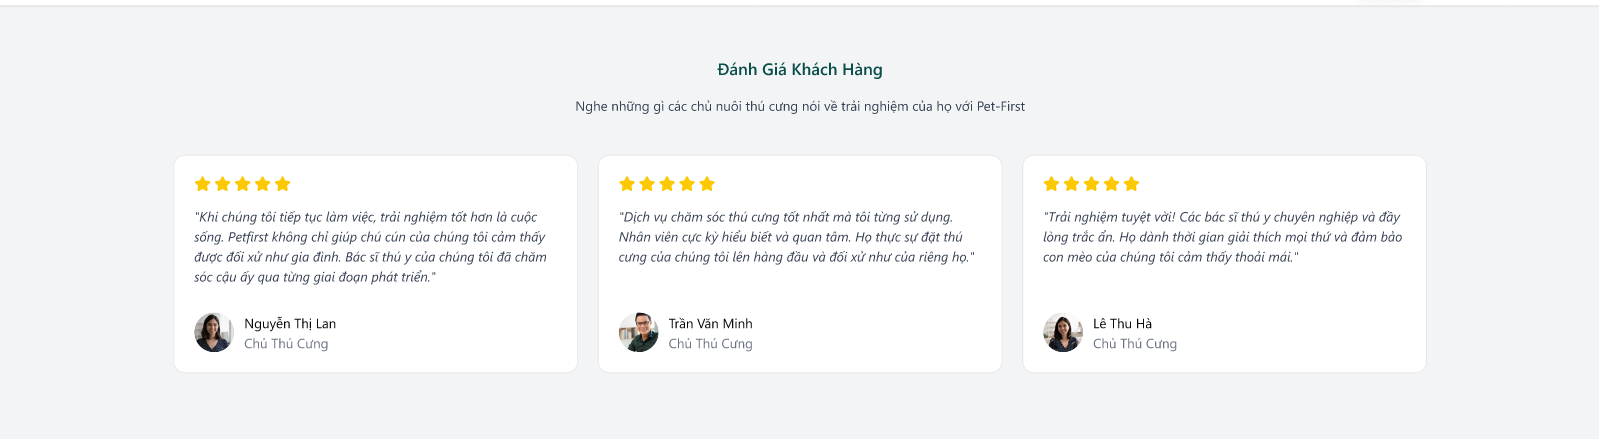 Đánh Giá Khách Hàng
Nghe những gì các chủ nuôi thú cưng nói về trải nghiệm của họ với Pet-First
"Khi chúng tôi tiếp tục làm việc, trải nghiệm tốt hơn là cuộc
sống. Petfirst không chỉ giúp chú cún của chúng tôi cảm thấy
được đối xử như gia đình. Bác sĩ thú y của chúng tôi đã chăm
sóc cậu ấy qua từng giai đoạn phát triển."
Nguyễn Thị Lan
Chủ Thú Cưng
"Dịch vụ chăm sóc thú cưng tốt nhất mà tôi từng sử dụng.
Nhân viên cực kỳ hiểu biết và quan tâm. Họ thực sự đặt thú
cưng của chúng tôi lên hàng đầu và đối xử như của riêng họ."
Trần Văn Minh
Chủ Thú Cưng
"Trải nghiệm tuyệt vời! Các bác sĩ thú y chuyên nghiệp và đầy
lòng trắc ẩn. Họ dành thời gian giải thích mọi thứ và đảm bảo
con mèo của chúng tôi cảm thấy thoải mái."
Lê Thu Hà
Chủ Thú Cưng